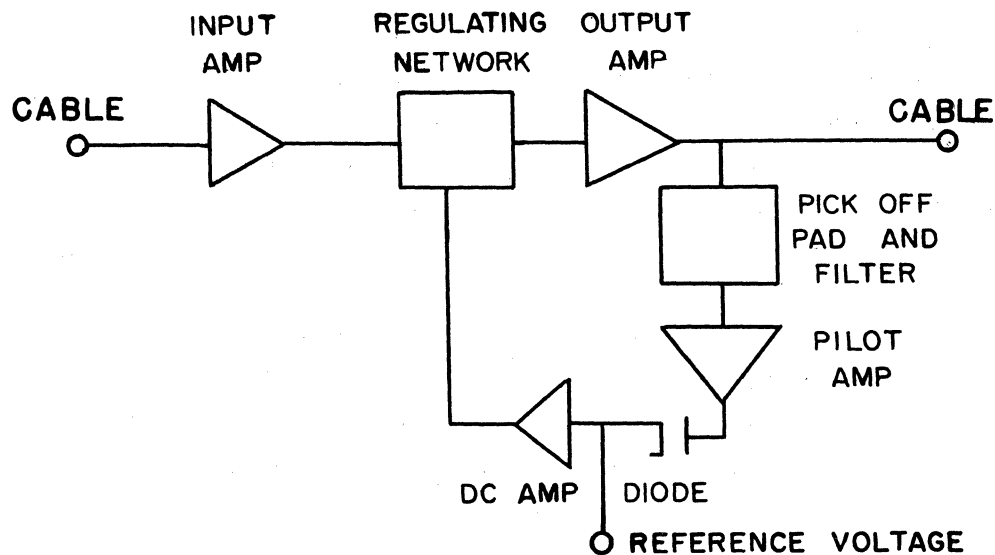 INPUT
AMP
REGULATING
NETWORK
OUTPUT
AMP
CABLE
CABLE
PICK OFF
PAD AND
FILTER
PILOT
AMP
DC AMP
DIODE
REFERENCE VOLTAGE